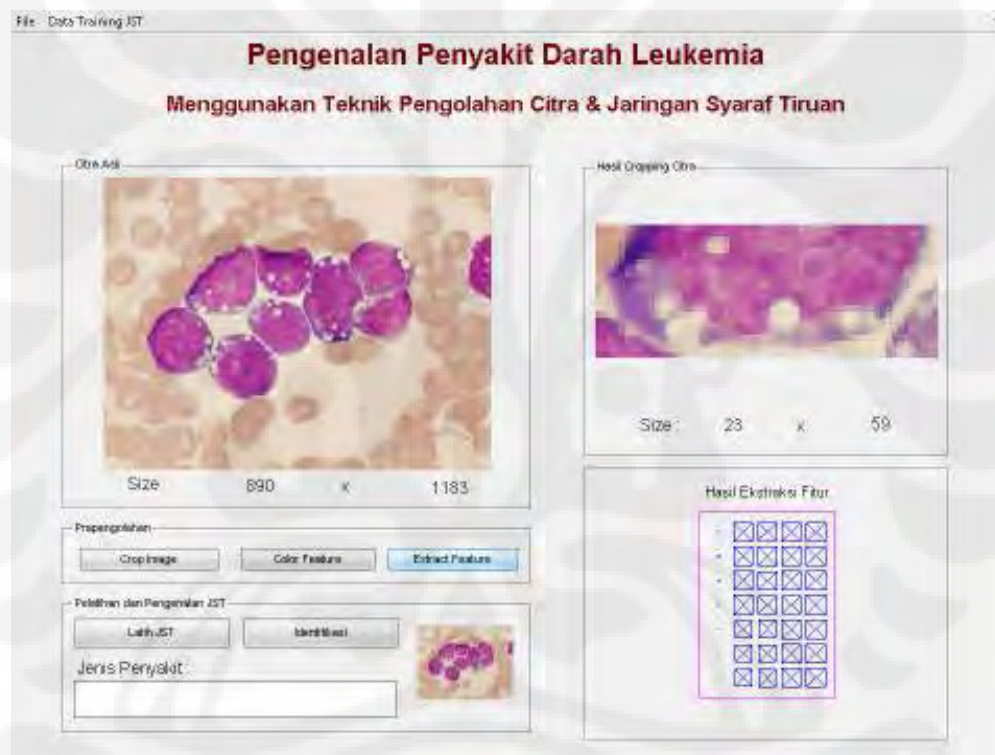 File Data Training JST
Pengenalan Penyakit Darah Leukemia
Menggunakan Teknik Pengolahan Citra & Jaringan Syaraf Tiruan
Citra Asli
Size 890 x 1183
Hasil Cropping Citra
Size : 23 x 59
Prapengolahan
Crop Image Color Feature Extract Feature
Pelatihan dan Pengenalan JST
Latih JST Identifikasi
Jenis Penyakit
Hasil Ekstraksi Fitur